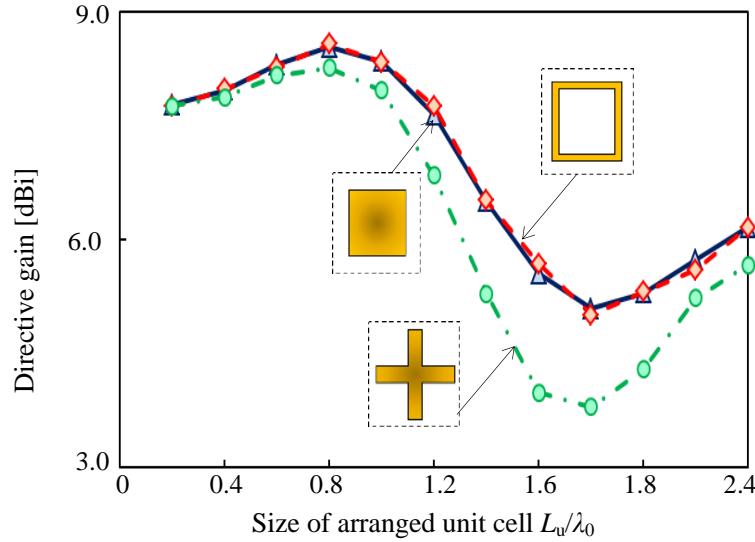 9.0
6.0
3.0
Directive gain [dBi]
0 0.4 0.8 1.2 1.6 1.8 2.4
Size of arranged unit cell Lu/λ0